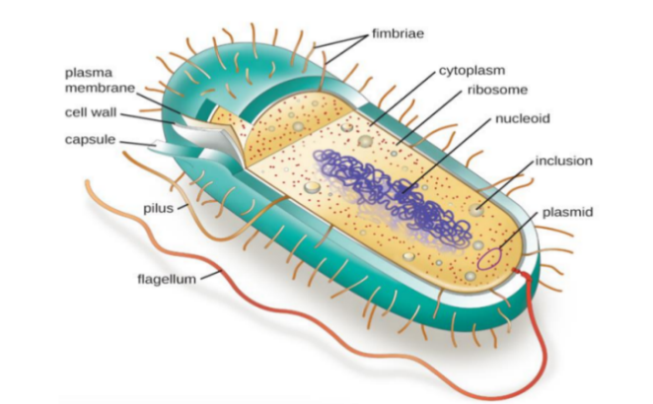 fimbriae
plasma
membrane
cytoplasm
ribosome
cell wall
nucleoid
capsule
inclusion
pilus
plasmid
flagellum